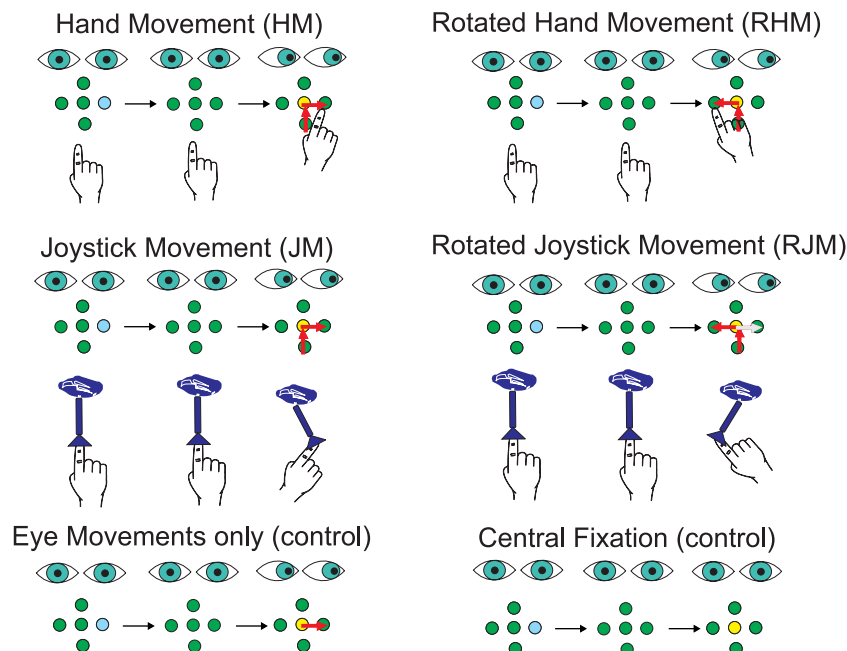 Hand Movement (HM)
Rotated Hand Movement (RHM)
Joystick Movement (JM)
Rotated Joystick Movement (RJM)
Eye Movements only (control)
Central Fixation (control)